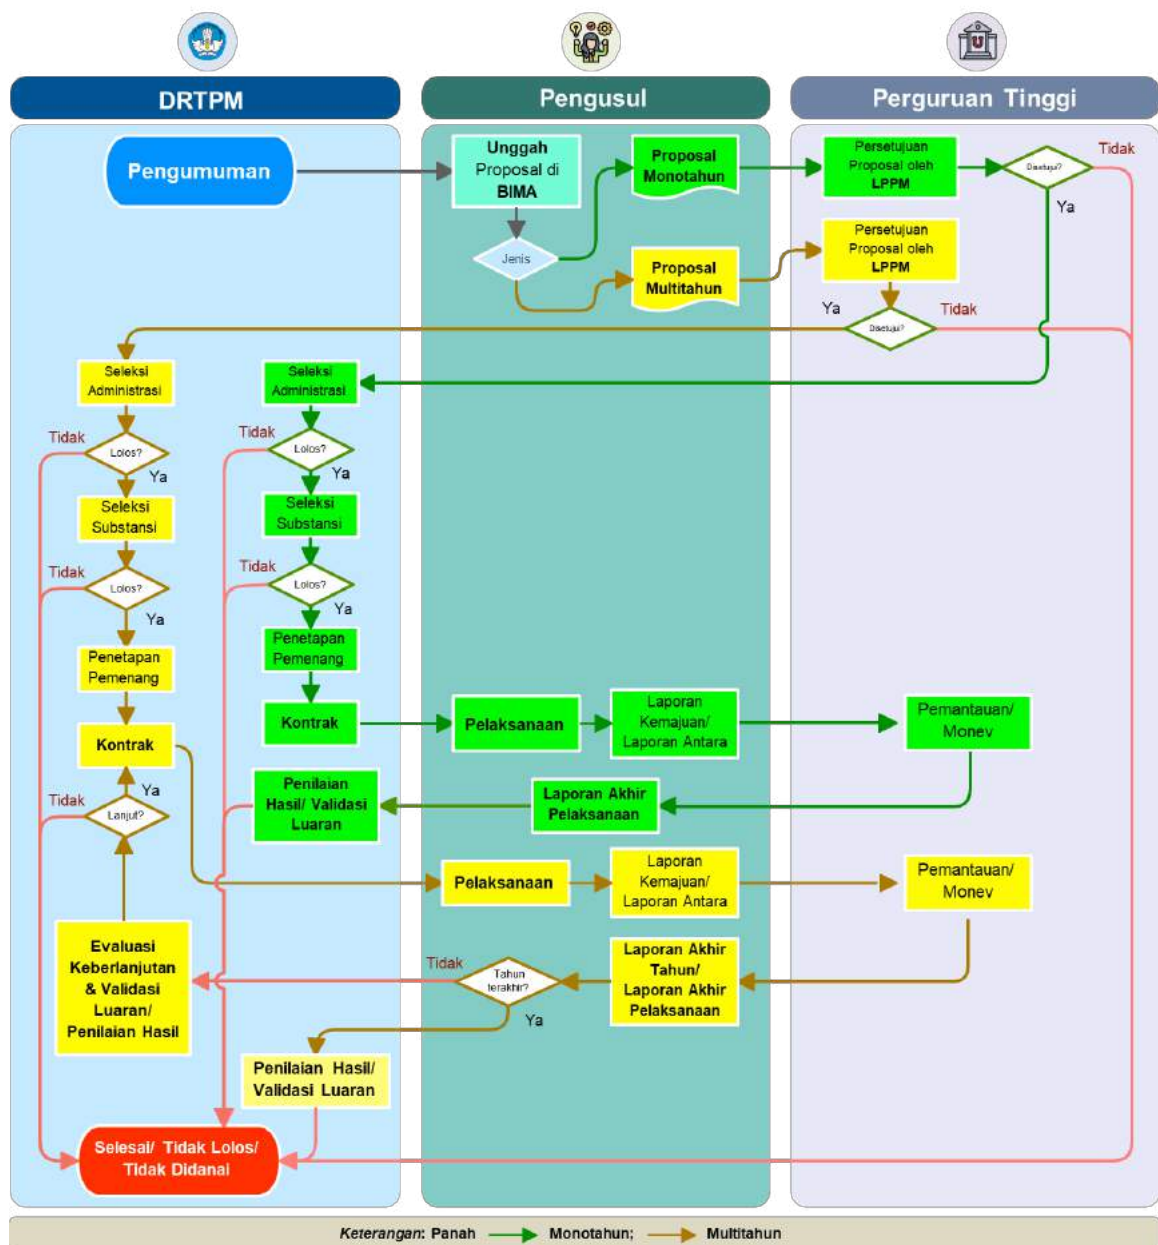 DRTPM
Pengusul
Perguruan Tinggi
Pengumuman
Unggah
Proposal di
BIMA
Proposal
Monotahun
Persetujuan
Proposal oleh
LPPM
Disetujui?
Tidak
Ya
Jenis
Proposal
Multitahun
Persetujuan
Proposal oleh
LPPM
Ya
Disetujui?
Tidak
Seleksi
Administrasi
Tidak
Lolos?
Ya
Seleksi
Substansi
Tidak
Lolos?
Ya
Penetapan
Pemenang
Kontrak
Ya
Tidak
Lanjut?
Seleksi
Administrasi
Tidak
Lolos?
Ya
Seleksi
Substansi
Tidak
Lolos?
Ya
Penetapan
Pemenang
Kontrak
Pelaksanaan
Laporan
Kemajuan/
Laporan Antara
Pemantauan/
Monev
Penilaian
Hasil/ Validasi
Luaran
Laporan Akhir
Pelaksanaan
Pelaksanaan
Laporan
Kemajuan/
Laporan Antara
Pemantauan/
Monev
Evaluasi
Keberlanjutan
& Validasi
Luaran/
Penilaian Hasil
Tidak
Tahun
terakhir?
Ya
Laporan Akhir
Tahun/
Laporan Akhir
Pelaksanaan
Penilaian Hasil/
Validasi Luaran
Selesai/ Tidak Lolos/
Tidak Didanai
Keterangan: Panah Monotahun; Multitahun